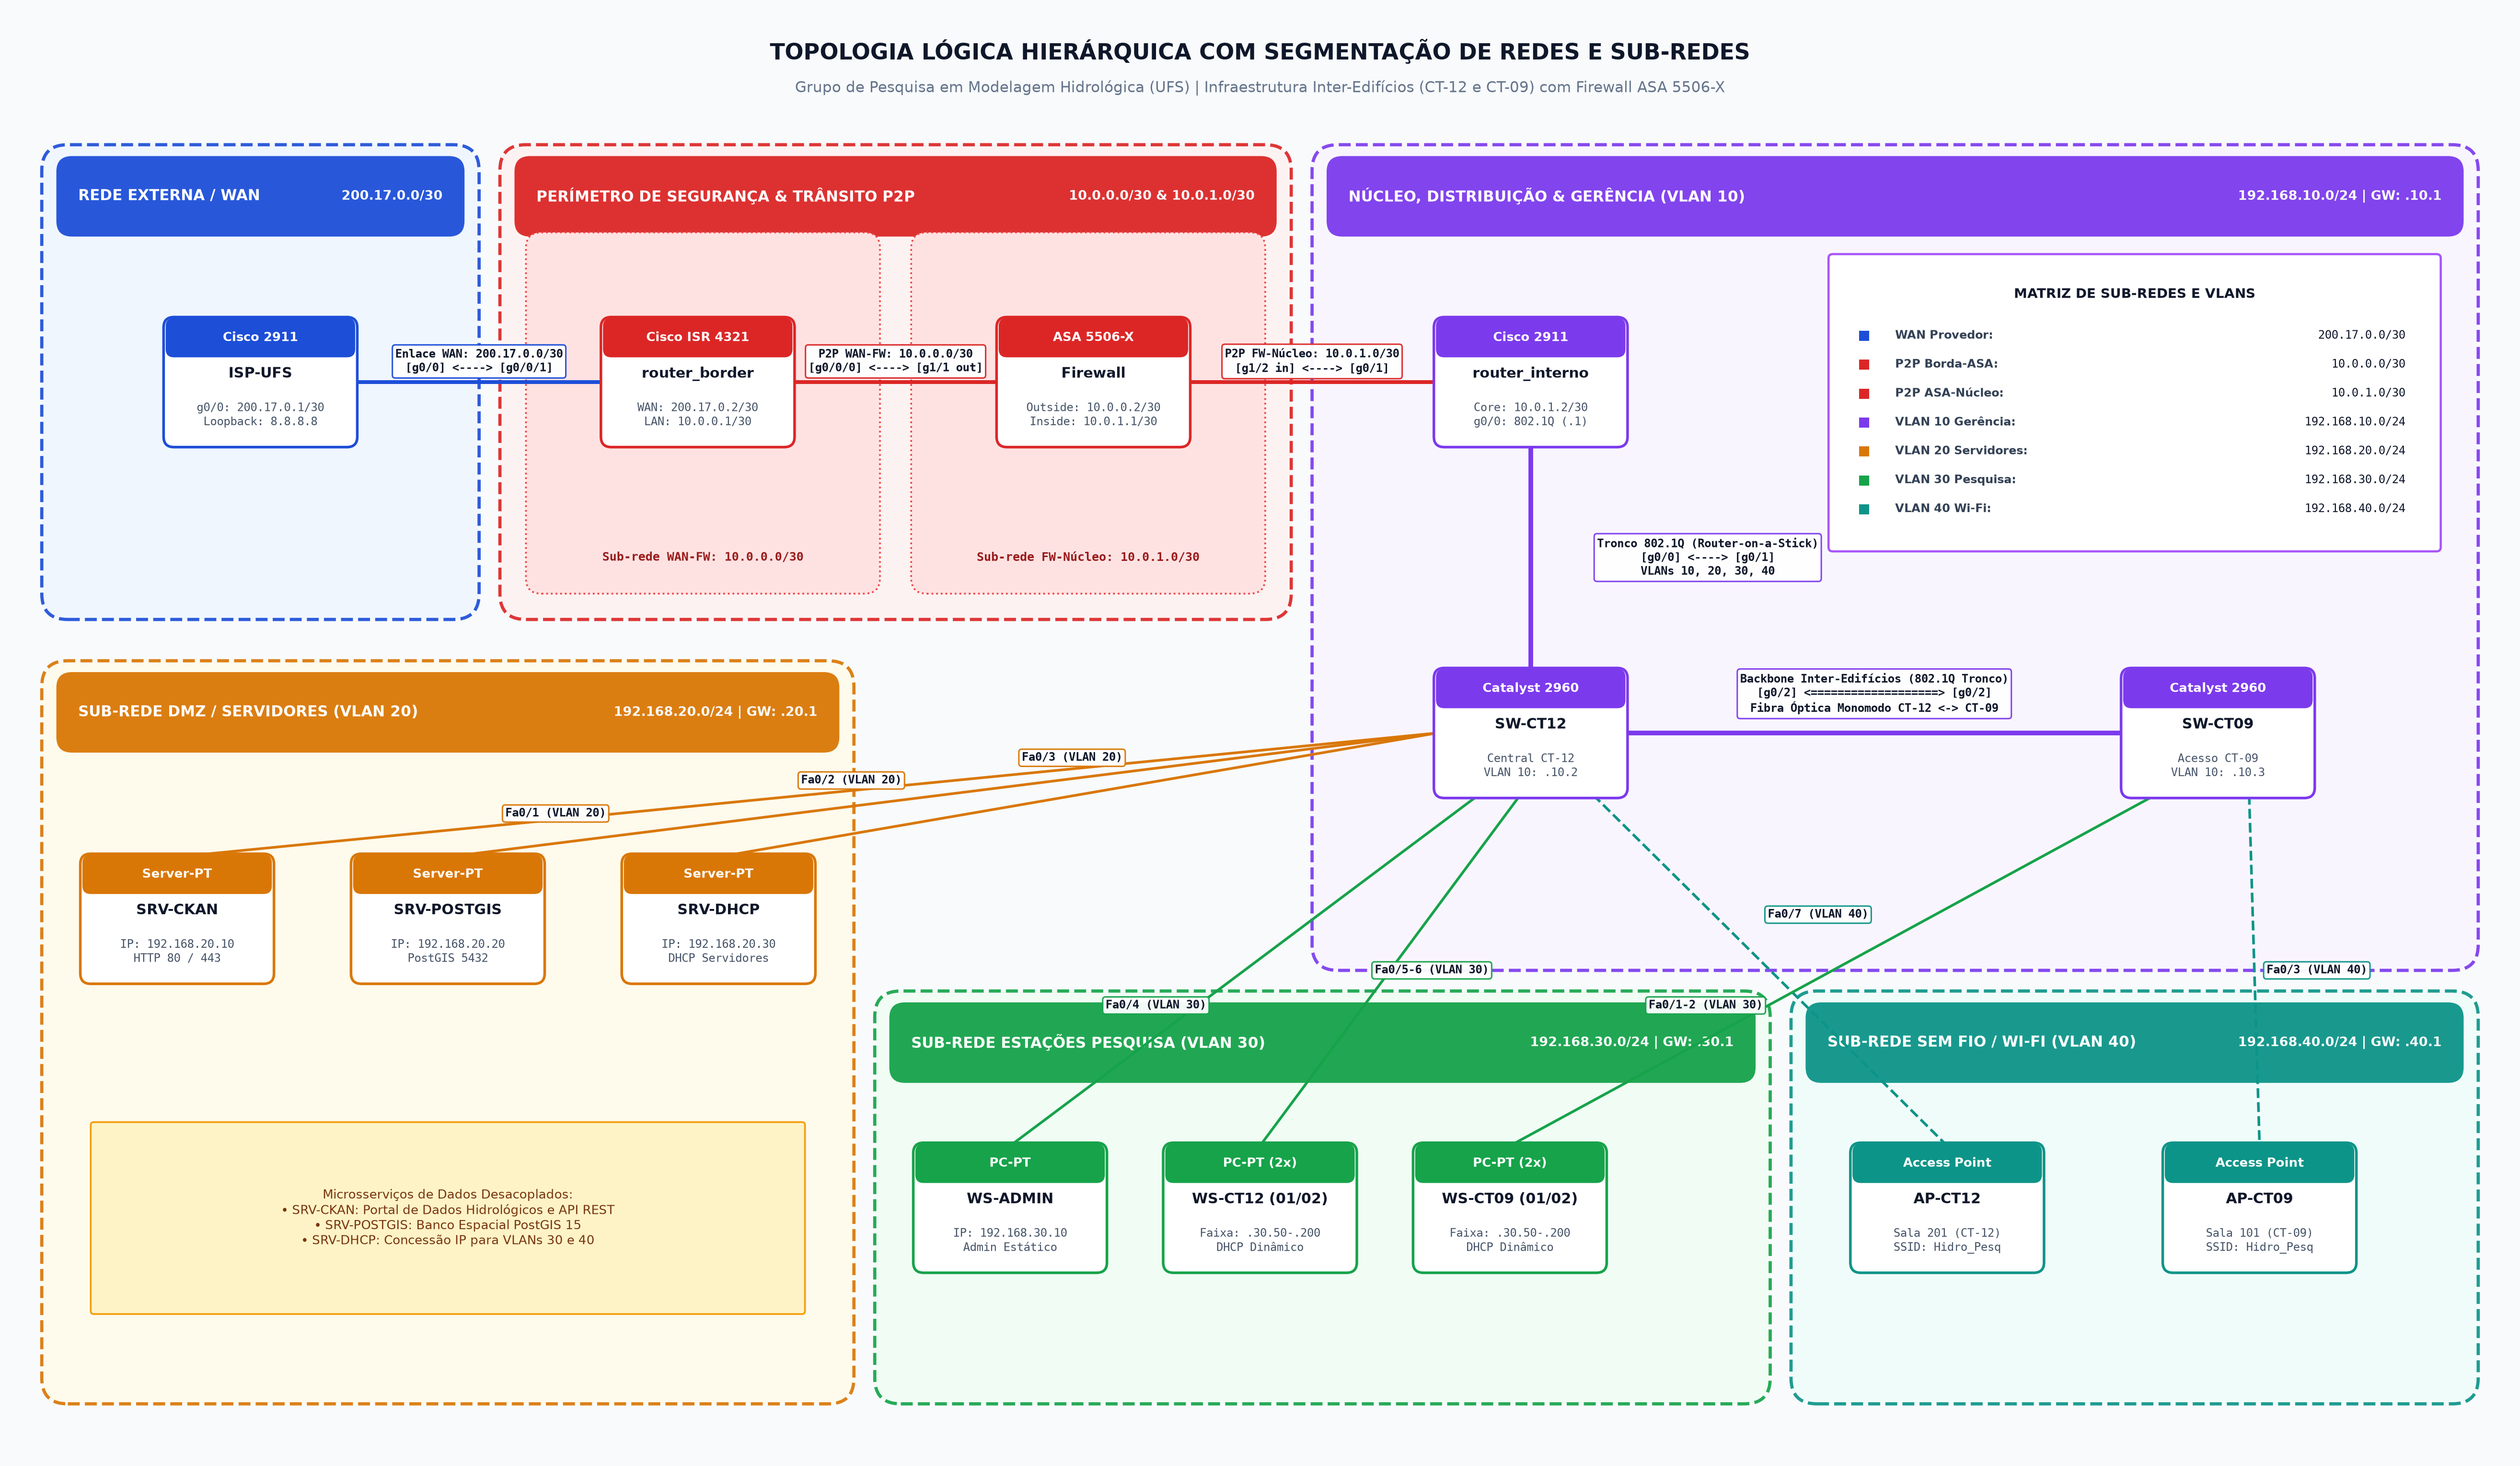 TOPOLOGIA LÓGICA HIERÁRQUICA COM SEGMENTAÇÃO DE REDES E SUB-REDES
Grupo de Pesquisa em Modelagem Hidrológica (UFS) | Infraestrutura Inter-Edifícios (CT-12 e CT-09) com Firewall ASA 5506-X
REDE EXTERNA / WAN
200.17.0.0/30
Cisco 2911
ISP-UFS
g0/0: 200.17.0.1/30
Loopback: 8.8.8.8
Enlace WAN: 200.17.0.0/30
[g0/0] <----> [g0/0/1]
PERÍMETRO DE SEGURANÇA & TRÂNSITO P2P
10.0.0.0/30 & 10.0.1.0/30
Cisco ISR 4321
router_border
WAN: 200.17.0.2/30
LAN: 10.0.0.1/30
Sub-rede WAN-FW: 10.0.0.0/30
P2P WAN-FW: 10.0.0.0/30
[g0/0/0] <----> [g1/1 out]
ASA 5506-X
Firewall
Outside: 10.0.0.2/30
Inside: 10.0.1.1/30
Sub-rede FW-Núcleo: 10.0.1.0/30
P2P FW-Núcleo: 10.0.1.0/30
[g1/2 in] <----> [g0/1]
NÚCLEO, DISTRIBUIÇÃO & GERÊNCIA (VLAN 10)
192.168.10.0/24 | GW: .10.1
Cisco 2911
router_interno
Core: 10.0.1.2/30
g0/0: 802.1Q (.1)
MATRIZ DE SUB-REDES E VLANS
WAN Provedor: 200.17.0.0/30
P2P Borda-ASA: 10.0.0.0/30
P2P ASA-Núcleo: 10.0.1.0/30
VLAN 10 Gerência: 192.168.10.0/24
VLAN 20 Servidores: 192.168.20.0/24
VLAN 30 Pesquisa: 192.168.30.0/24
VLAN 40 Wi-Fi: 192.168.40.0/24
Tronco 802.1Q (Router-on-a-Stick)
[g0/0] <----> [g0/1]
VLANs 10, 20, 30, 40
Catalyst 2960
SW-CT12
Central CT-12
VLAN 10: .10.2
Backbone Inter-Edifícios (802.1Q Tronco)
[g0/2] <===================> [g0/2]
Fibra Óptica Monomodo CT-12 <-> CT-09
Catalyst 2960
SW-CT09
Acesso CT-09
VLAN 10: .10.3
SUB-REDE DMZ / SERVIDORES (VLAN 20)
192.168.20.0/24 | GW: .20.1
Fa0/3 (VLAN 20)
Fa0/2 (VLAN 20)
Fa0/1 (VLAN 20)
Server-PT
SRV-CKAN
IP: 192.168.20.10
HTTP 80 / 443
Server-PT
SRV-POSTGIS
IP: 192.168.20.20
PostGIS 5432
Server-PT
SRV-DHCP
IP: 192.168.20.30
DHCP Servidores
Microsserviços de Dados Desacoplados:
• SRV-CKAN: Portal de Dados Hidrológicos e API REST
• SRV-POSTGIS: Banco Espacial PostGIS 15
• SRV-DHCP: Concessão IP para VLANs 30 e 40
Fa0/7 (VLAN 40)
Fa0/5-6 (VLAN 30)
Fa0/3 (VLAN 40)
Fa0/4 (VLAN 30)
Fa0/1-2 (VLAN 30)
SUB-REDE ESTAÇÕES PESQUISA (VLAN 30)
192.168.30.0/24 | GW: .30.1
PC-PT
WS-ADMIN
IP: 192.168.30.10
Admin Estático
PC-PT (2x)
WS-CT12 (01/02)
Faixa: .30.50-.200
DHCP Dinâmico
PC-PT (2x)
WS-CT09 (01/02)
Faixa: .30.50-.200
DHCP Dinâmico
SUB-REDE SEM FIO / WI-FI (VLAN 40)
192.168.40.0/24 | GW: .40.1
Access Point
AP-CT12
Sala 201 (CT-12)
SSID: Hidro_Pesq
Access Point
AP-CT09
Sala 101 (CT-09)
SSID: Hidro_Pesq